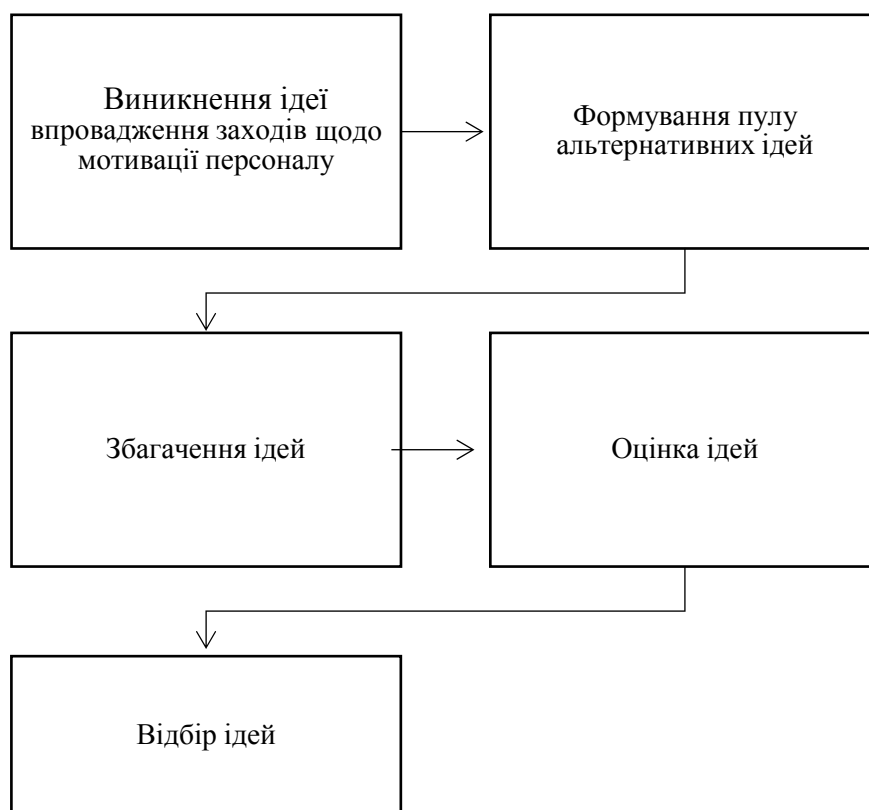 Виникнення ідеї
впровадження заходів щодо
мотивації персоналу
Формування пулу
альтернативних ідей
Збагачення ідей
Оцінка ідей
Відбір ідей